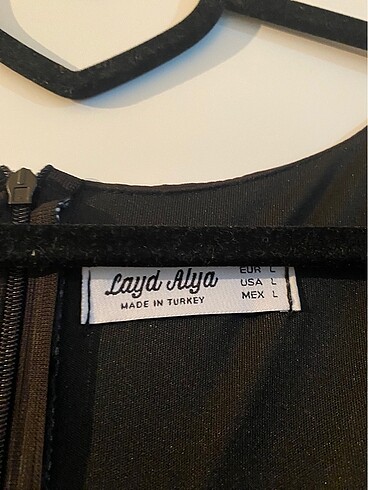 Layd Alya
MADE IN TURKEY
EUR L
USA L
MEX L